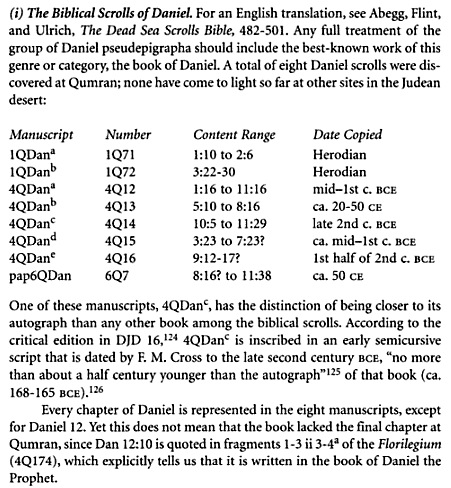 (i) The Biblical Scrolls of Daniel. For an English translation, see Abegg, Flint,
and Ulrich, The Dead Sea Scrolls Bible, 482-501. Any full treatment of the
group of Daniel pseudepigrapha should include the best-known work of this
genre or category, the book of Daniel. A total of eight Daniel scrolls were dis-
covered at Qumran; none have come to light so far at other sites in the Judean
desert:
Manuscript Number Content Range Date Copied
1QDanᵃ 1Q71 1:10 to 2:6 Herodian
1QDanᵇ 1Q72 3:22-30 Herodian
4QDanᵃ 4Q12 1:16 to 11:16 mid–1st c. BCE
4QDanᵇ 4Q13 5:10 to 8:16 ca. 20-50 CE
4QDanᶜ 4Q14 10:5 to 11:29 late 2nd c. BCE
4QDanᵈ 4Q15 3:23 to 7:23? ca. mid–1st c. BCE
4QDanᵉ 4Q16 9:12-17? 1st half of 2nd c. BCE
pap6QDan 6Q7 8:16? to 11:38 ca. 50 CE
One of these manuscripts, 4QDanᶜ, has the distinction of being closer to its
autograph than any other book among the biblical scrolls. According to the
critical edition in DJD 16,¹²⁴ 4QDanᶜ is inscribed in an early semicursive
script that is dated by F. M. Cross to the late second century BCE, "no more
than about a half century younger than the autograph"¹²⁵ of that book (ca.
168-165 BCE).¹²⁶
Every chapter of Daniel is represented in the eight manuscripts, except
for Daniel 12. Yet this does not mean that the book lacked the final chapter at
Qumran, since Dan 12:10 is quoted in fragments 1-3 ii 3-4ᵃ of the Florilegium
(4Q174), which explicitly tells us that it is written in the book of Daniel the
Prophet.